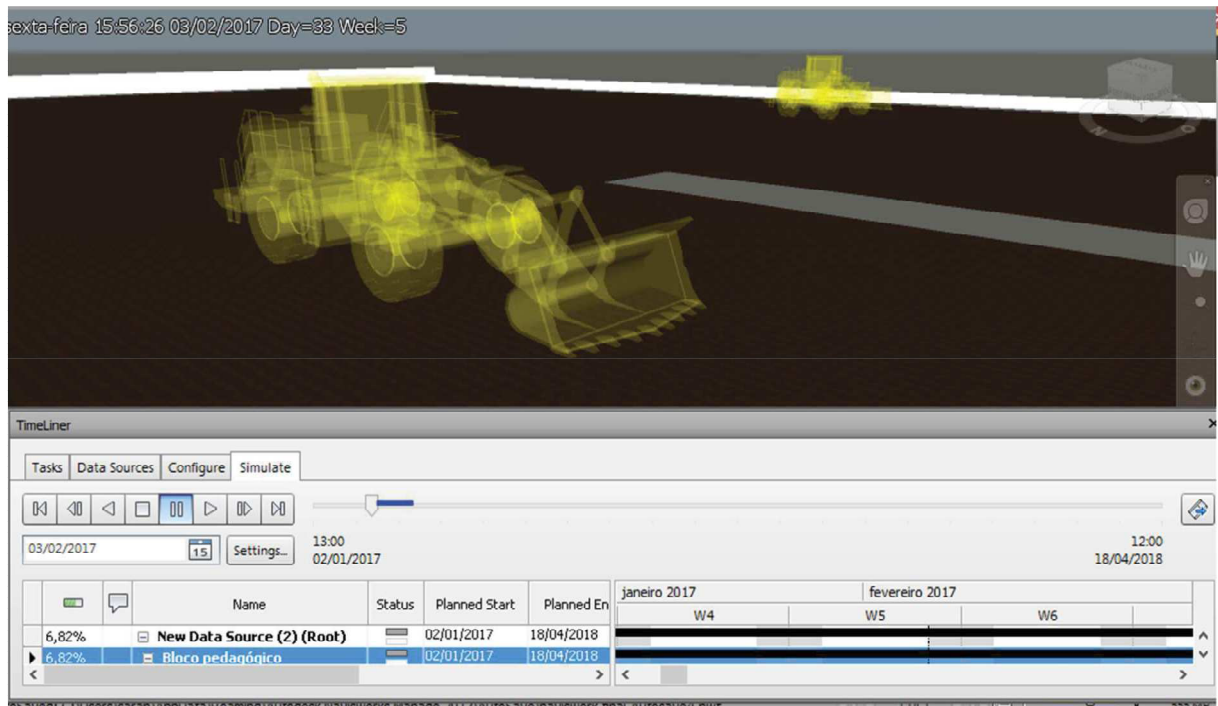 sexta-feira 15:56:26 03/02/2017 Day=33 Week=5
TimeLiner
Tasks Data Sources Configure Simulate
03/02/2017 15 Settings...
13:00
02/01/2017
12:00
18/04/2018
Name Status Planned Start Planned En
janeiro 2017 fevereiro 2017
W4 W5 W6
6,82% New Data Source (2) (Root) 02/01/2017 18/04/2018
6,82% Bloco pedagógico 02/01/2017 18/04/2018